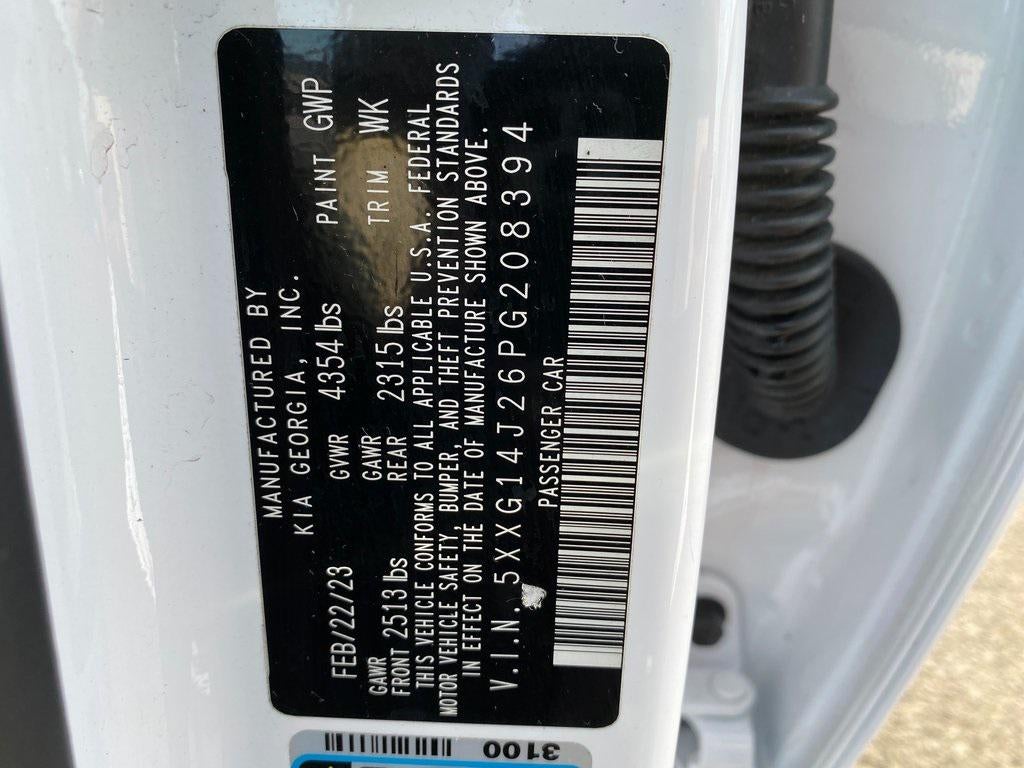 MANUFACTURED BY
KIA GEORGIA, INC.
FEB/22/23 GVWR 4354 lbs PAINT GWP
GAWR FRONT 2513 lbs GAWR REAR 2315 lbs TRIM WK
THIS VEHICLE CONFORMS TO ALL APPLICABLE U.S.A. FEDERAL
MOTOR VEHICLE SAFETY, BUMPER, AND THEFT PREVENTION STANDARDS
IN EFFECT ON THE DATE OF MANUFACTURE SHOWN ABOVE.
V.I.N. 5XXG14J26PG208394
PASSENGER CAR
3100